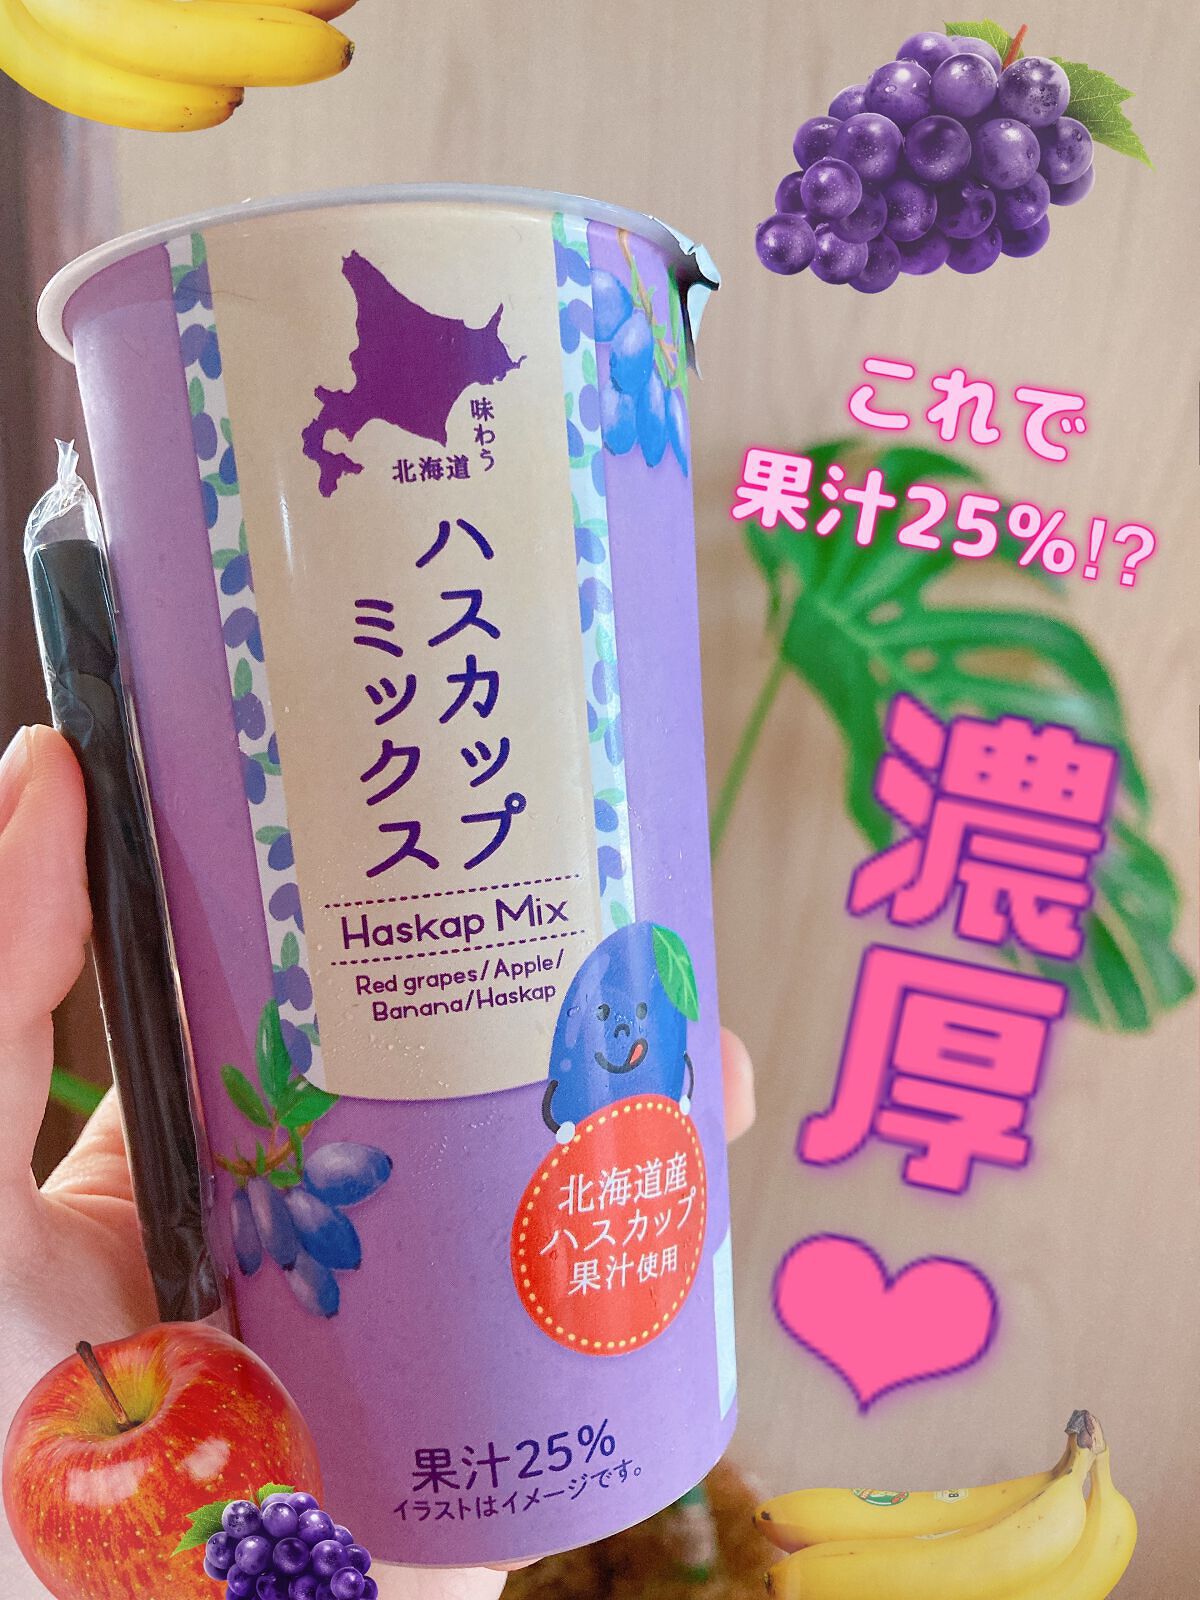 味わう
北海道
ハスカップ
ミックス
Haskap Mix
Red grapes/Apple/
Banana/Haskap
北海道産
ハスカップ
果汁使用
果汁25%
イラストはイメージです。
これで
果汁25%!?
濃厚